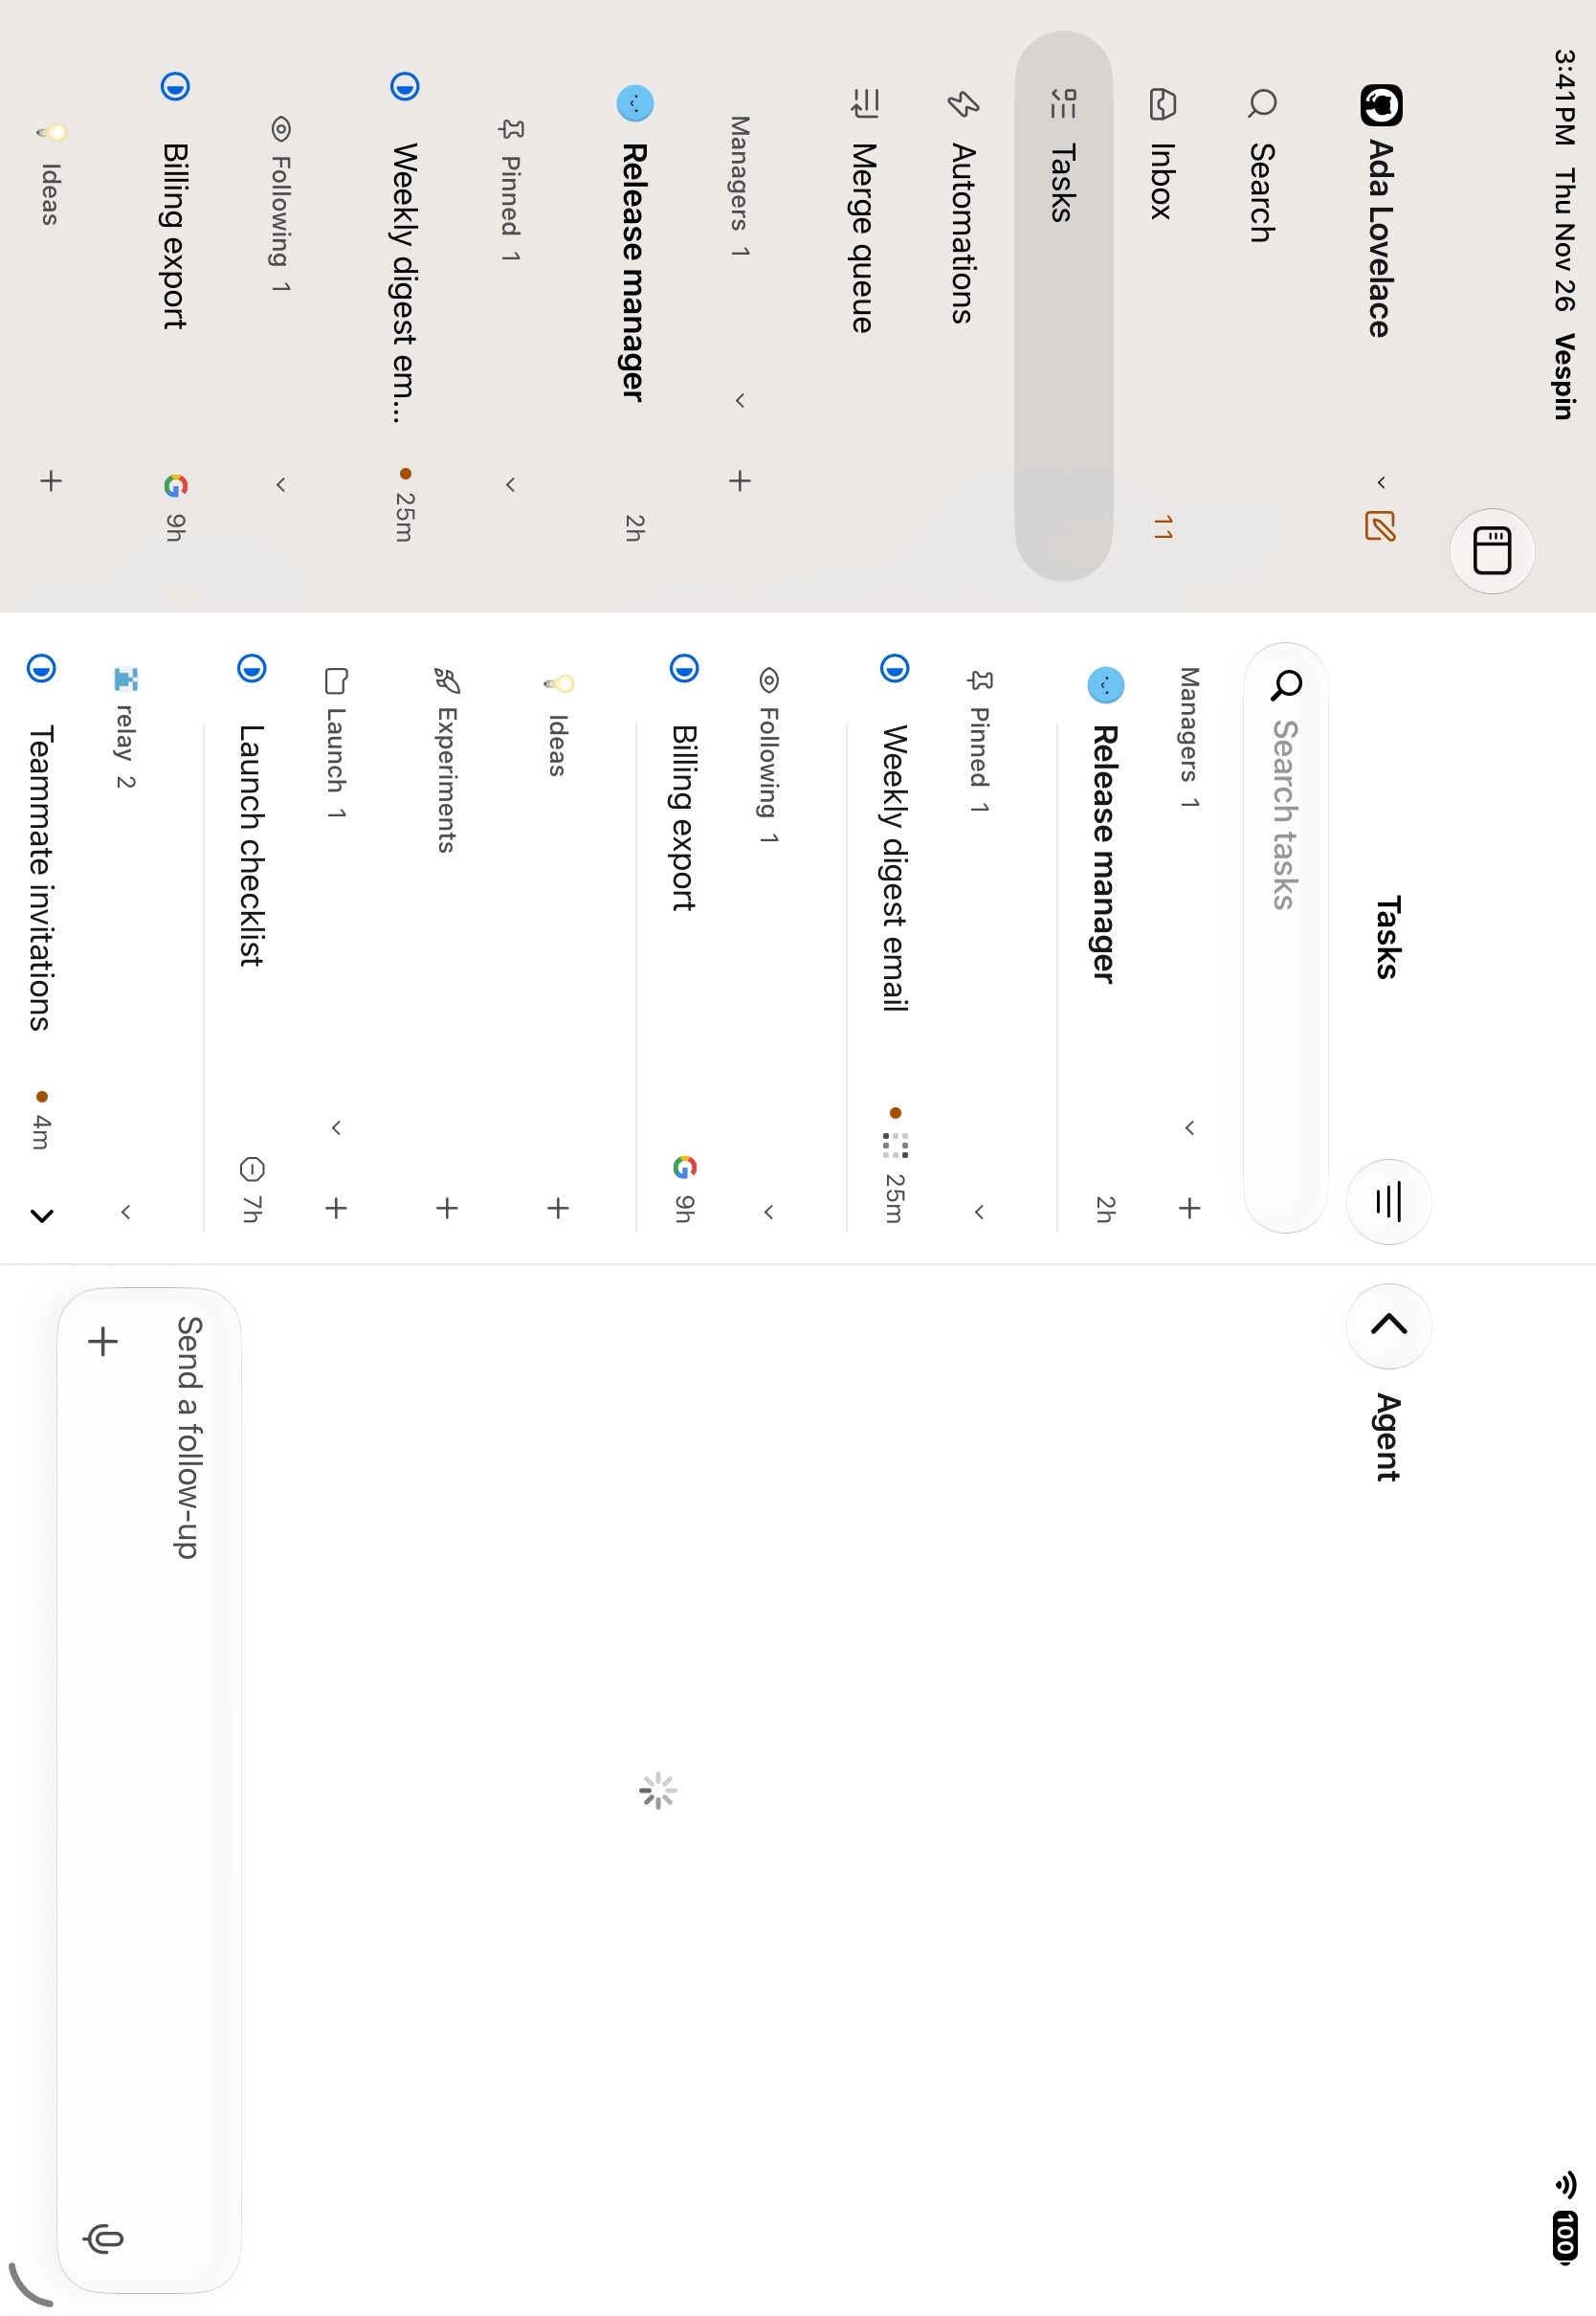 3:41 PM Thu Nov 26 Vespin
100
Ada Lovelace
Search
Inbox 11
Tasks
Automations
Merge queue
Managers 1
Release manager 2h
Pinned 1
Weekly digest em... 25m
Following 1
Billing export 9h
Ideas
Tasks
Search tasks
Managers 1
Release manager 2h
Pinned 1
Weekly digest email 25m
Following 1
Billing export 9h
Ideas
Experiments
Launch 1
Launch checklist 7h
relay 2
Teammate invitations 4m
Agent
Send a follow-up